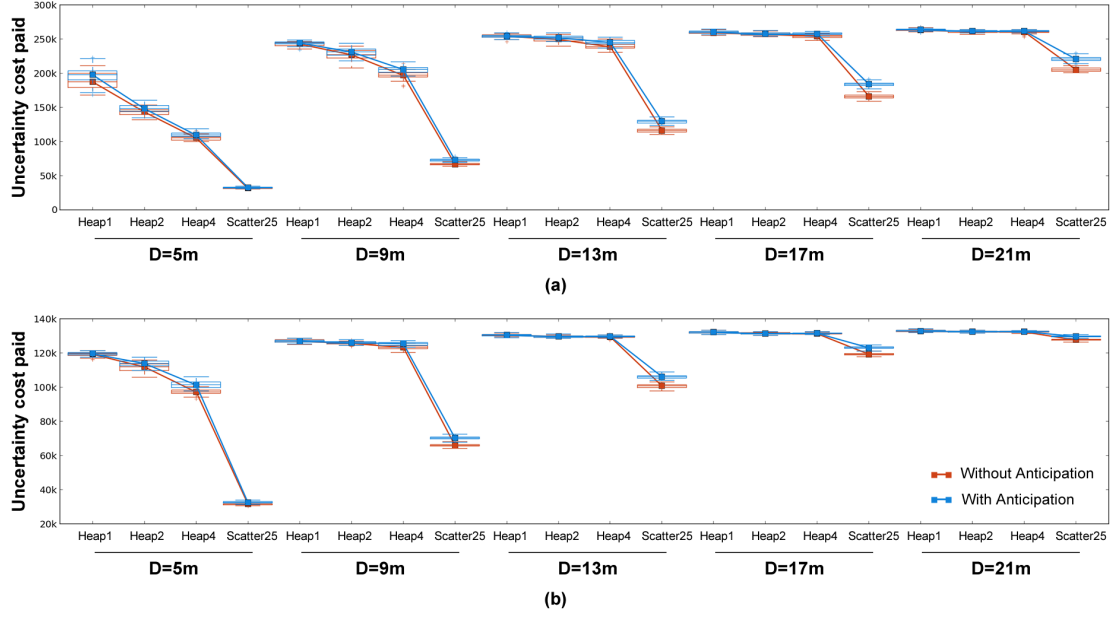 (a)
Uncertainty cost paid
300k
250k
200k
150k
100k
50k
0
Heap1 Heap2 Heap4 Scatter25 Heap1 Heap2 Heap4 Scatter25 Heap1 Heap2 Heap4 Scatter25 Heap1 Heap2 Heap4 Scatter25 Heap1 Heap2 Heap4 Scatter25
D=5m D=9m D=13m D=17m D=21m
(b)
Uncertainty cost paid
140k
120k
100k
80k
60k
40k
20k
Without Anticipation
With Anticipation
Heap1 Heap2 Heap4 Scatter25 Heap1 Heap2 Heap4 Scatter25 Heap1 Heap2 Heap4 Scatter25 Heap1 Heap2 Heap4 Scatter25 Heap1 Heap2 Heap4 Scatter25
D=5m D=9m D=13m D=17m D=21m